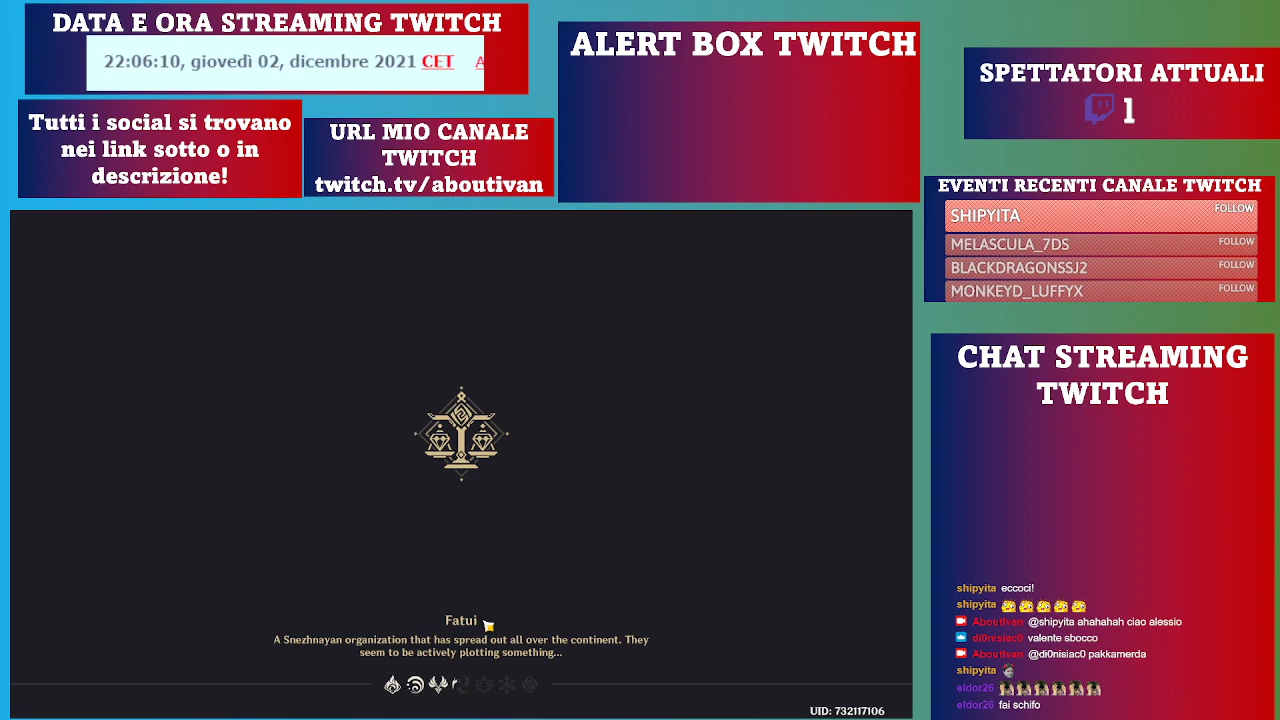 DATA E ORA STREAMING TWITCH
22:06:10, giovedì 02, dicembre 2021 CET A
Tutti i social si trovano
nei link sotto o in
descrizione!
URL MIO CANALE
TWITCH
twitch.tv/aboutivan
ALERT BOX TWITCH
SPETTATORI ATTUALI
1
EVENTI RECENTI CANALE TWITCH
SHIPYITA FOLLOW
MELASCULA_7DS FOLLOW
BLACKDRAGONSSJ2 FOLLOW
MONKEYD_LUFFYX FOLLOW
CHAT STREAMING
TWITCH
shipyita eccoci!
shipyita
AboutIvan @shipyita ahahahah ciao alessio
di0nisiac0 valente sbocco
AboutIvan @di0nisiac0 pakkamerda
shipyita
eldor26
eldor26 fai schifo
Fatui
A Snezhnayan organization that has spread out all over the continent. They
seem to be actively plotting something...
UID: 732117106